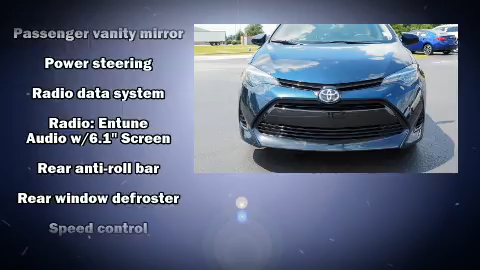 Passenger vanity mirror
Power steering
Radio data system
Radio: Entune
Audio w/6.1" Screen
Rear anti-roll bar
Rear window defroster
Speed control